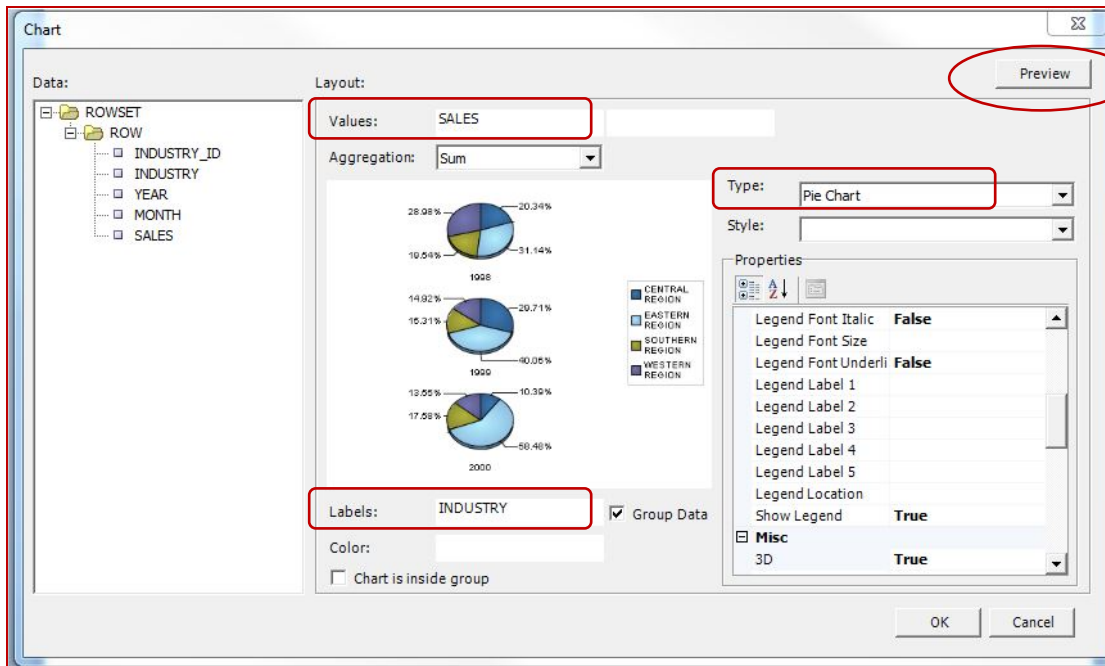 Chart
Preview
Data:
Layout:
ROWSET
ROW
INDUSTRY_ID
INDUSTRY
YEAR
MONTH
SALES
Values: SALES
Aggregation: Sum
28.98% 20.34%
19.54% 31.14%
1998
14.92% 29.71%
15.31% 40.06%
1999
13.55% 10.39%
17.58% 58.48%
2000
CENTRAL
REGION
EASTERN
REGION
SOUTHERN
REGION
WESTERN
REGION
Labels: INDUSTRY
Group Data
Color:
Chart is inside group
Type: Pie Chart
Style:
Properties
Legend Font Italic False
Legend Font Size
Legend Font Underli False
Legend Label 1
Legend Label 2
Legend Label 3
Legend Label 4
Legend Label 5
Legend Location
Show Legend True
Misc
3D True
OK Cancel